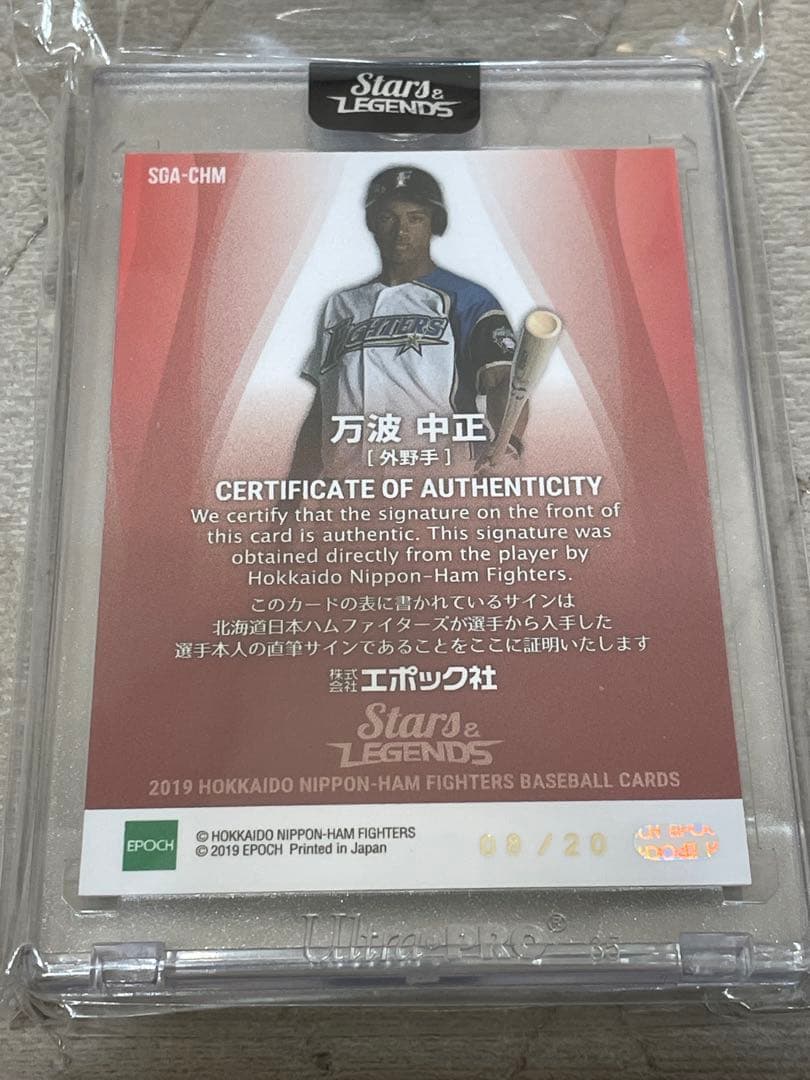 Stars &
LEGENDS
SGA-CHM
F
FIGHTERS
万波 中正
[ 外野手 ]
CERTIFICATE OF AUTHENTICITY
We certify that the signature on the front of
this card is authentic. This signature was
obtained directly from the player by
Hokkaido Nippon-Ham Fighters.
このカードの表に書かれているサインは
北海道日本ハムファイターズが選手から入手した
選手本人の直筆サインであることをここに証明いたします
株式会社 エポック社
Stars &
LEGENDS
2019 HOKKAIDO NIPPON-HAM FIGHTERS BASEBALL CARDS
EPOCH
© HOKKAIDO NIPPON-HAM FIGHTERS
© 2019 EPOCH Printed in Japan
09/20
Ultra-PRO®